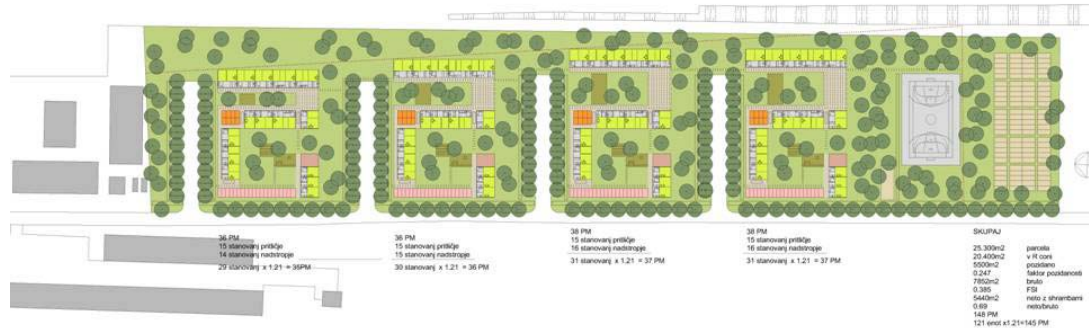 36 PM
15 stanovanj pritličje
14 stanovanj nadstropje
29 stanovanj x 1.21 = 35PM
36 PM
15 stanovanj pritličje
15 stanovanj nadstropje
30 stanovanj x 1.21 = 36 PM
38 PM
15 stanovanj pritličje
16 stanovanj nadstropje
31 stanovanj x 1.21 = 37 PM
38 PM
15 stanovanj pritličje
16 stanovanj nadstropje
31 stanovanj x 1.21 = 37 PM
SKUPAJ
25.300m2 parcela
20.400m2 v R coni
5500m2 pozidano
0.247 faktor pozidanosti
7852m2 bruto
0.385 FSI
5440m2 neto z shrambami
0.69 neto/bruto
148 PM
121 enot x1.21=145 PM